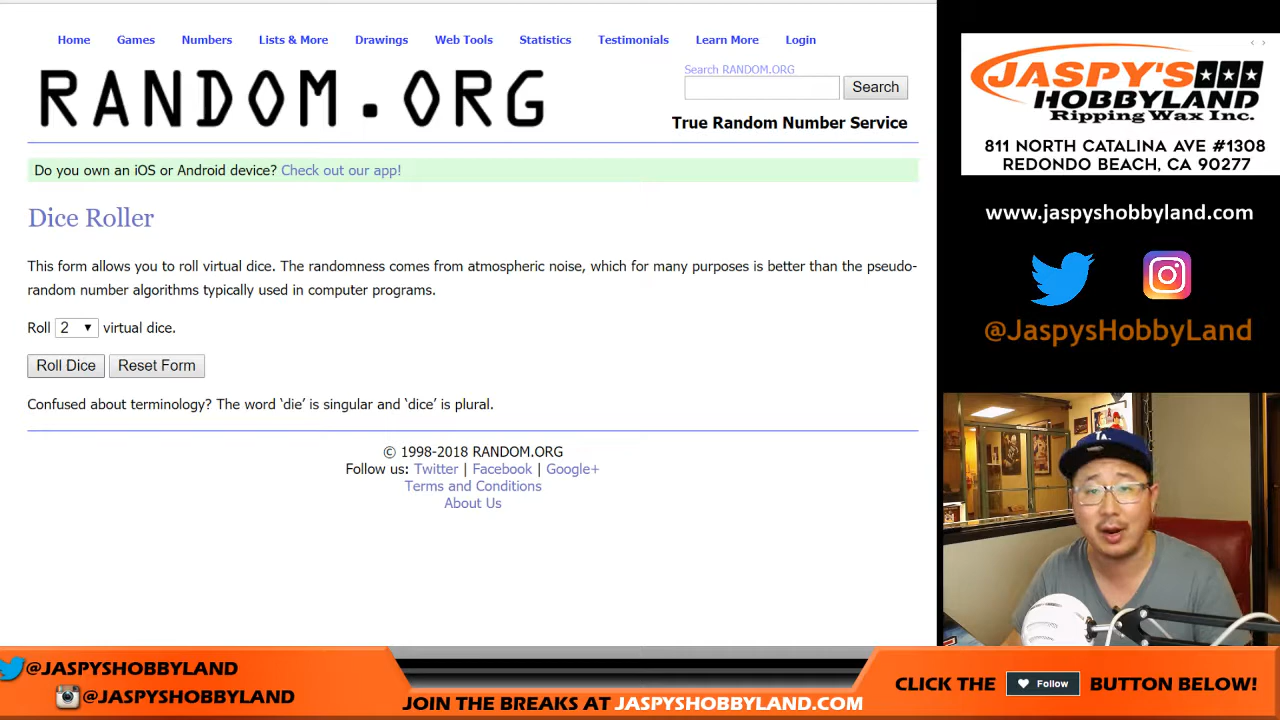 Home Games Numbers Lists & More Drawings Web Tools Statistics Testimonials Learn More Login
RANDOM.ORG
Search RANDOM.ORG
Search
True Random Number Service
Do you own an iOS or Android device? Check out our app!
Dice Roller
This form allows you to roll virtual dice. The randomness comes from atmospheric noise, which for many purposes is better than the pseudo-
random number algorithms typically used in computer programs.
Roll 2 virtual dice.
Roll Dice Reset Form
Confused about terminology? The word ‘die’ is singular and ‘dice’ is plural.
© 1998-2018 RANDOM.ORG
Follow us: Twitter | Facebook | Google+
Terms and Conditions
About Us
JASPY'S
HOBBYLAND
Ripping Wax Inc.
811 NORTH CATALINA AVE #1308
REDONDO BEACH, CA 90277
www.jaspyshobbyland.com
@JaspysHobbyLand
LA
@JASPYSHOBBYLAND
@JASPYSHOBBYLAND
JOIN THE BREAKS AT JASPYSHOBBYLAND.COM
CLICK THE Follow BUTTON BELOW!